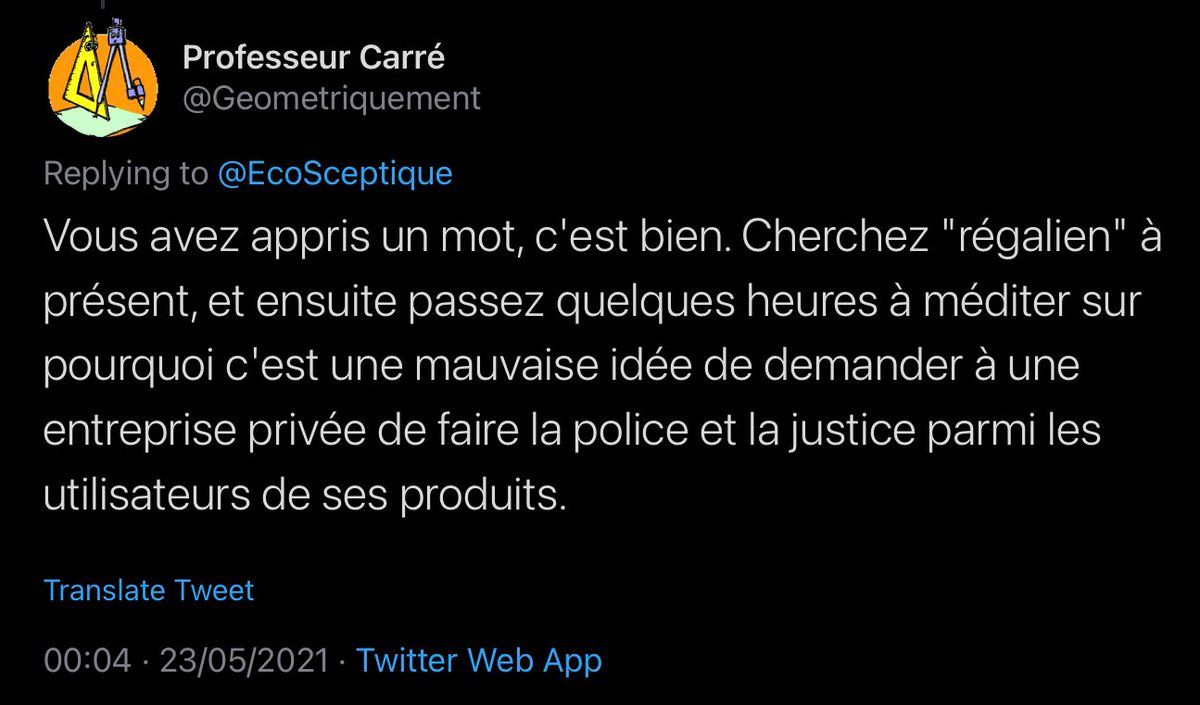 Professeur Carré
@Geometriquement
Replying to @EcoSceptique
Vous avez appris un mot, c'est bien. Cherchez "régalien" à
présent, et ensuite passez quelques heures à méditer sur
pourquoi c'est une mauvaise idée de demander à une
entreprise privée de faire la police et la justice parmi les
utilisateurs de ses produits.
Translate Tweet
00:04 · 23/05/2021 · Twitter Web App